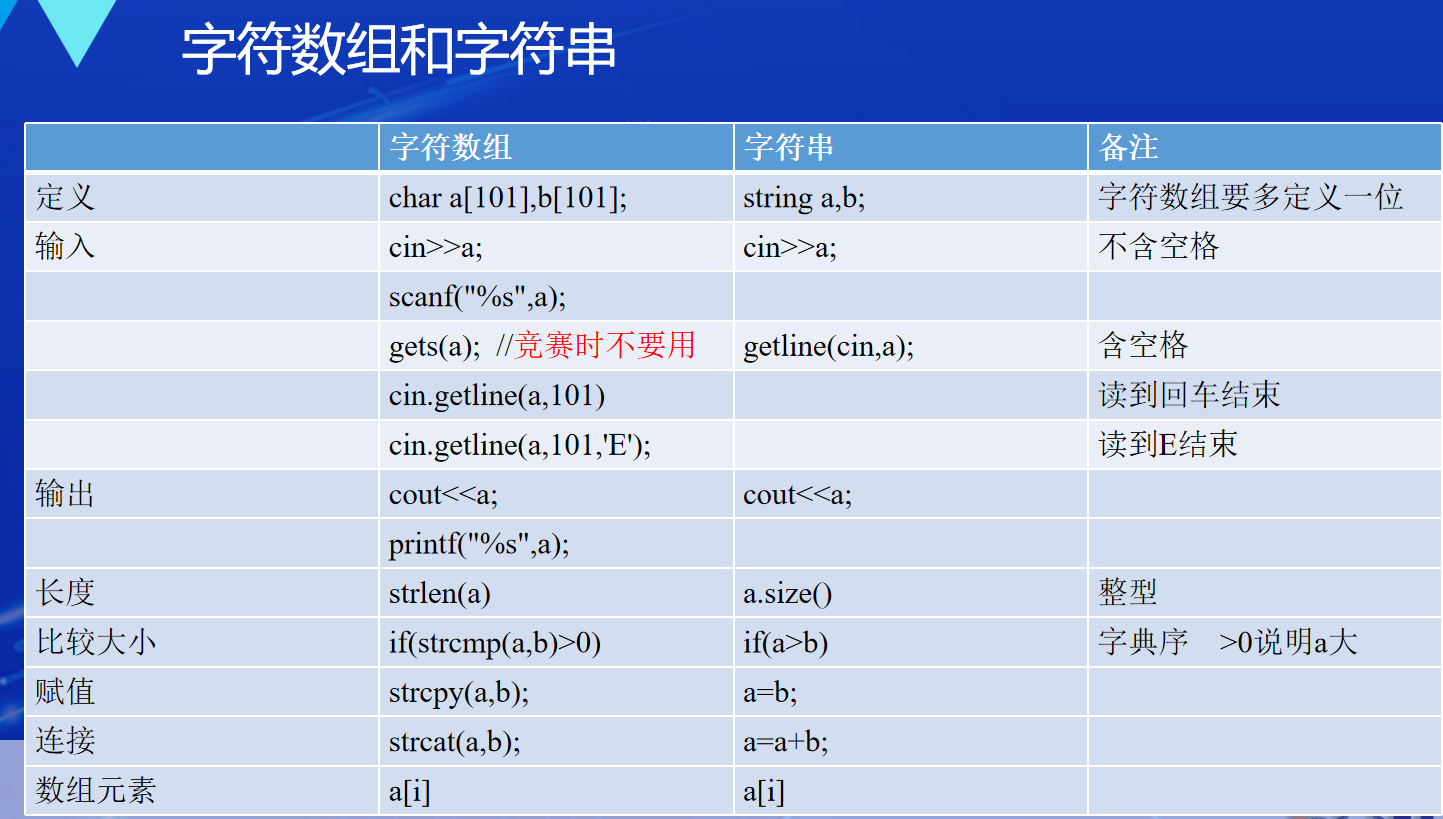 字符数组和字符串
字符数组 字符串 备注
定义 char a[101],b[101]; string a,b; 字符数组要多定义一位
输入 cin>>a; cin>>a; 不含空格
scanf("%s",a);
gets(a); //竞赛时不要用 getline(cin,a); 含空格
cin.getline(a,101) 读到回车结束
cin.getline(a,101,'E'); 读到E结束
输出 cout<<a; cout<<a;
printf("%s",a);
长度 strlen(a) a.size() 整型
比较大小 if(strcmp(a,b)>0) if(a>b) 字典序 >0说明a大
赋值 strcpy(a,b); a=b;
连接 strcat(a,b); a=a+b;
数组元素 a[i] a[i]